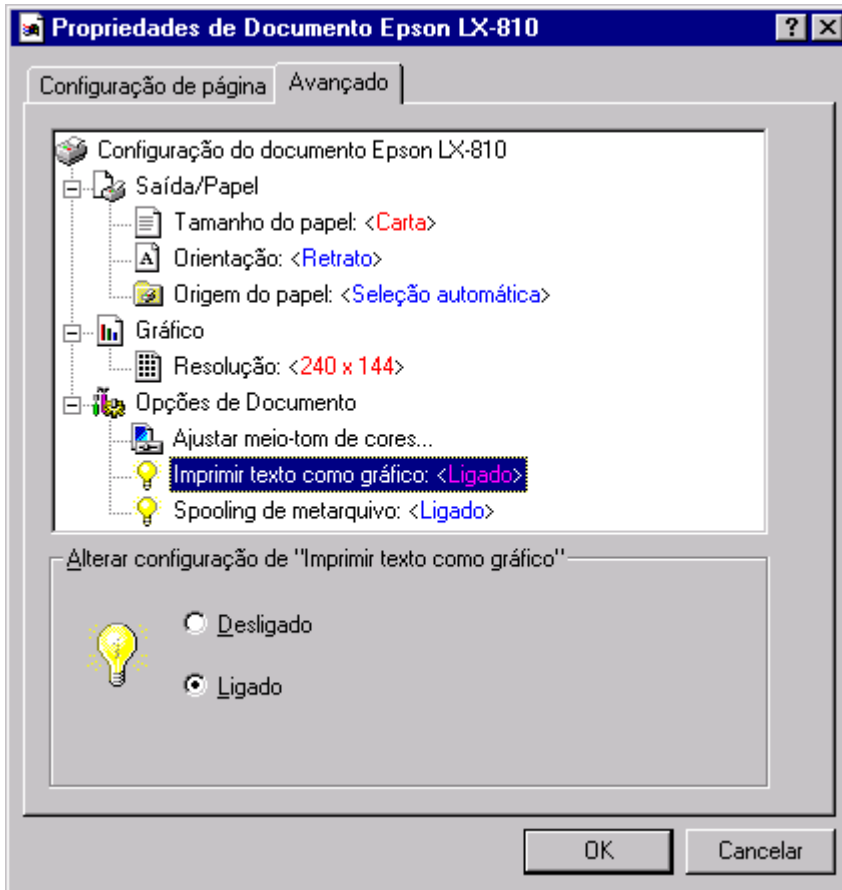 Propriedades de Documento Epson LX-810
Configuração de página
Avançado
Configuração do documento Epson LX-810
Saída/Papel
Tamanho do papel: <Carta>
Orientação: <Retrato>
Origem do papel: <Seleção automática>
Gráfico
Resolução: <240 x 144>
Opções de Documento
Ajustar meio-tom de cores...
Imprimir texto como gráfico: <Ligado>
Spooling de metarquivo: <Ligado>
Alterar configuração de "Imprimir texto como gráfico"
Desligado
Ligado
OK
Cancelar